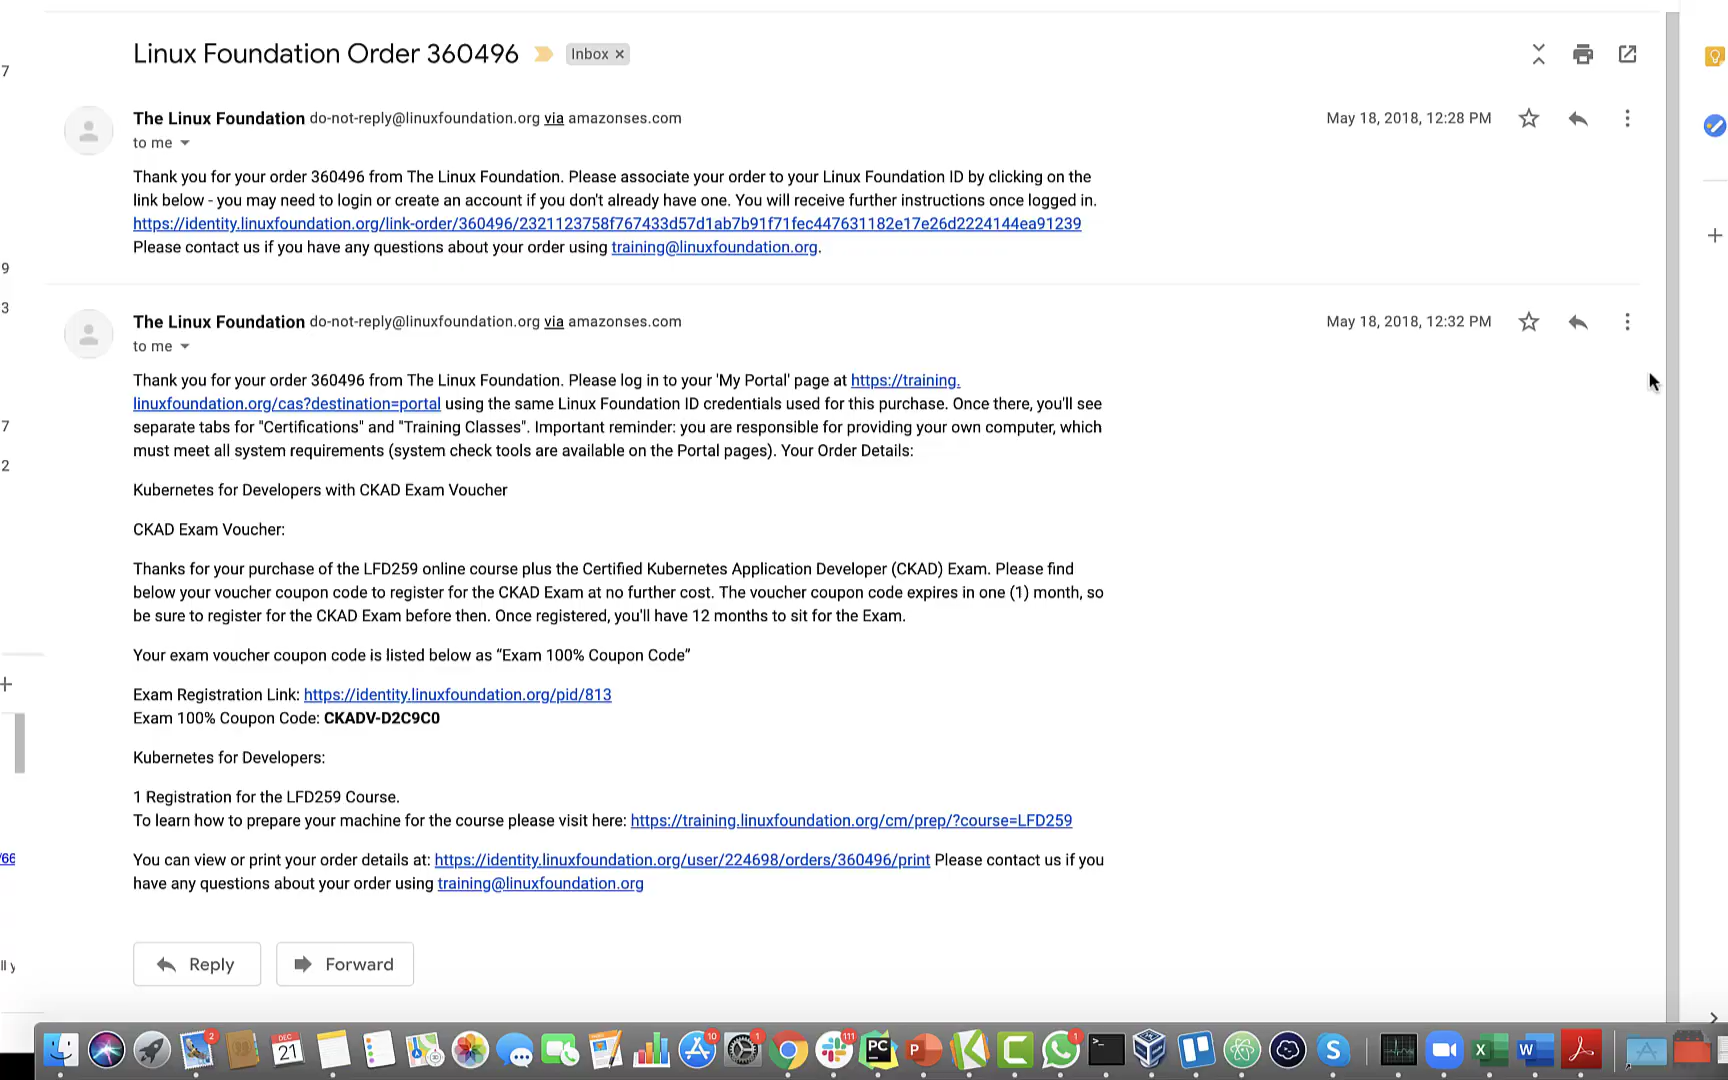 Linux Foundation Order 360496 Inbox ×
7
The Linux Foundation do-not-reply@linuxfoundation.org via amazonses.com May 18, 2018, 12:28 PM
to me
Thank you for your order 360496 from The Linux Foundation. Please associate your order to your Linux Foundation ID by clicking on the
link below - you may need to login or create an account if you don't already have one. You will receive further instructions once logged in.
https://identity.linuxfoundation.org/link-order/360496/2321123758f767433d57d1ab7b91f71fec447631182e17e26d2224144ea91239
Please contact us if you have any questions about your order using training@linuxfoundation.org.
9
3
The Linux Foundation do-not-reply@linuxfoundation.org via amazonses.com May 18, 2018, 12:32 PM
to me
Thank you for your order 360496 from The Linux Foundation. Please log in to your 'My Portal' page at https://training.
linuxfoundation.org/cas?destination=portal using the same Linux Foundation ID credentials used for this purchase. Once there, you'll see
7
separate tabs for "Certifications" and "Training Classes". Important reminder: you are responsible for providing your own computer, which
must meet all system requirements (system check tools are available on the Portal pages). Your Order Details:
2
Kubernetes for Developers with CKAD Exam Voucher
CKAD Exam Voucher:
Thanks for your purchase of the LFD259 online course plus the Certified Kubernetes Application Developer (CKAD) Exam. Please find
below your voucher coupon code to register for the CKAD Exam at no further cost. The voucher coupon code expires in one (1) month, so
be sure to register for the CKAD Exam before then. Once registered, you'll have 12 months to sit for the Exam.
Your exam voucher coupon code is listed below as “Exam 100% Coupon Code”
Exam Registration Link: https://identity.linuxfoundation.org/pid/813
Exam 100% Coupon Code: CKADV-D2C9C0
Kubernetes for Developers:
1 Registration for the LFD259 Course.
To learn how to prepare your machine for the course please visit here: https://training.linuxfoundation.org/cm/prep/?course=LFD259
/66
You can view or print your order details at: https://identity.linuxfoundation.org/user/224698/orders/360496/print Please contact us if you
have any questions about your order using training@linuxfoundation.org
ll y
Reply Forward
2 DEC 21 10 1 111 PC P C 1 >_ S X W